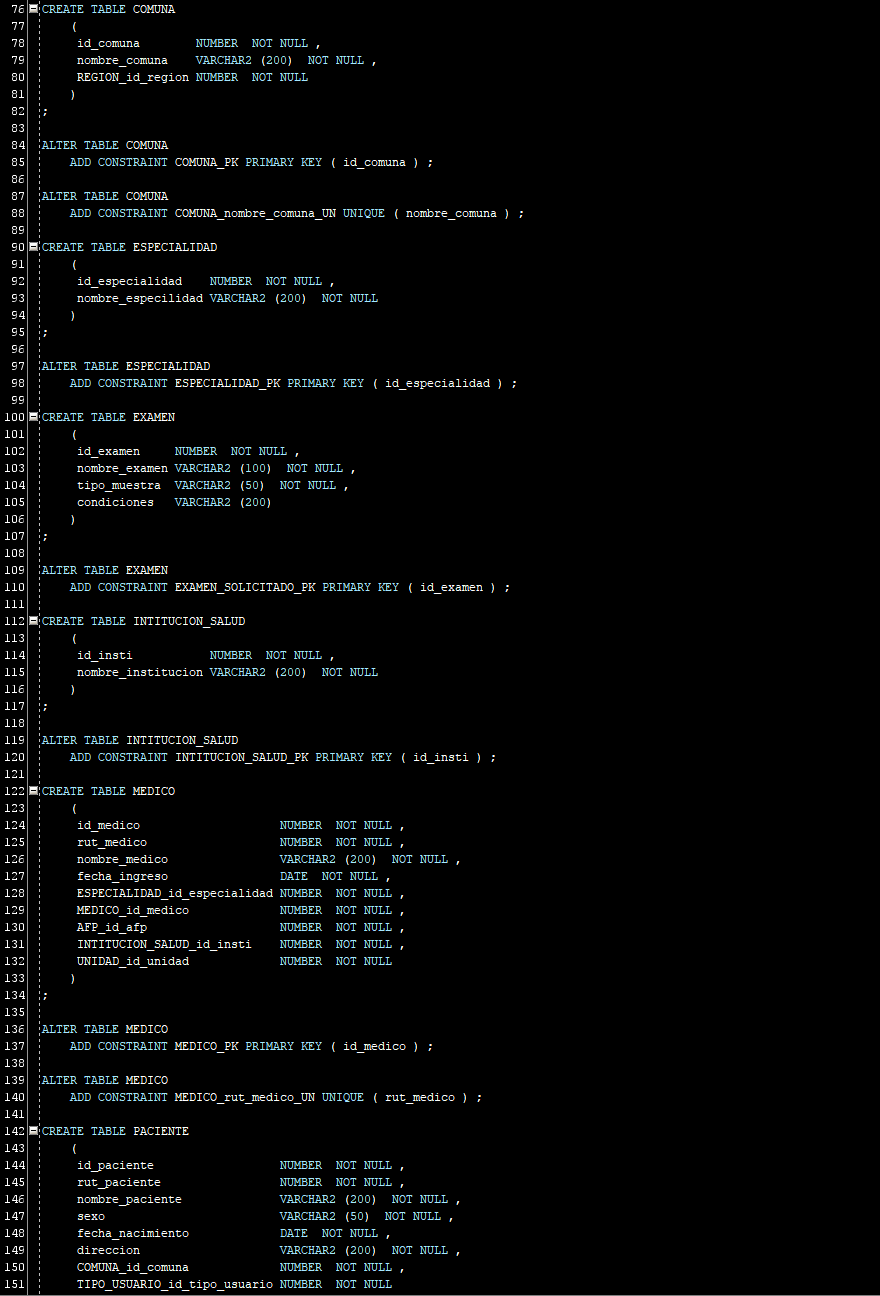 76 CREATE TABLE COMUNA
77 (
78 id_comuna NUMBER NOT NULL ,
79 nombre_comuna VARCHAR2 (200) NOT NULL ,
80 REGION_id_region NUMBER NOT NULL
81 )
82 ;
83
84 ALTER TABLE COMUNA
85 ADD CONSTRAINT COMUNA_PK PRIMARY KEY ( id_comuna ) ;
86
87 ALTER TABLE COMUNA
88 ADD CONSTRAINT COMUNA_nombre_comuna_UN UNIQUE ( nombre_comuna ) ;
89
90 CREATE TABLE ESPECIALIDAD
91 (
92 id_especialidad NUMBER NOT NULL ,
93 nombre_especilidad VARCHAR2 (200) NOT NULL
94 )
95 ;
96
97 ALTER TABLE ESPECIALIDAD
98 ADD CONSTRAINT ESPECIALIDAD_PK PRIMARY KEY ( id_especialidad ) ;
99
100 CREATE TABLE EXAMEN
101 (
102 id_examen NUMBER NOT NULL ,
103 nombre_examen VARCHAR2 (100) NOT NULL ,
104 tipo_muestra VARCHAR2 (50) NOT NULL ,
105 condiciones VARCHAR2 (200)
106 )
107 ;
108
109 ALTER TABLE EXAMEN
110 ADD CONSTRAINT EXAMEN_SOLICITADO_PK PRIMARY KEY ( id_examen ) ;
111
112 CREATE TABLE INTITUCION_SALUD
113 (
114 id_insti NUMBER NOT NULL ,
115 nombre_institucion VARCHAR2 (200) NOT NULL
116 )
117 ;
118
119 ALTER TABLE INTITUCION_SALUD
120 ADD CONSTRAINT INTITUCION_SALUD_PK PRIMARY KEY ( id_insti ) ;
121
122 CREATE TABLE MEDICO
123 (
124 id_medico NUMBER NOT NULL ,
125 rut_medico NUMBER NOT NULL ,
126 nombre_medico VARCHAR2 (200) NOT NULL ,
127 fecha_ingreso DATE NOT NULL ,
128 ESPECIALIDAD_id_especialidad NUMBER NOT NULL ,
129 MEDICO_id_medico NUMBER NOT NULL ,
130 AFP_id_afp NUMBER NOT NULL ,
131 INTITUCION_SALUD_id_insti NUMBER NOT NULL ,
132 UNIDAD_id_unidad NUMBER NOT NULL
133 )
134 ;
135
136 ALTER TABLE MEDICO
137 ADD CONSTRAINT MEDICO_PK PRIMARY KEY ( id_medico ) ;
138
139 ALTER TABLE MEDICO
140 ADD CONSTRAINT MEDICO_rut_medico_UN UNIQUE ( rut_medico ) ;
141
142 CREATE TABLE PACIENTE
143 (
144 id_paciente NUMBER NOT NULL ,
145 rut_paciente NUMBER NOT NULL ,
146 nombre_paciente VARCHAR2 (200) NOT NULL ,
147 sexo VARCHAR2 (50) NOT NULL ,
148 fecha_nacimiento DATE NOT NULL ,
149 direccion VARCHAR2 (200) NOT NULL ,
150 COMUNA_id_comuna NUMBER NOT NULL ,
151 TIPO_USUARIO_id_tipo_usuario NUMBER NOT NULL